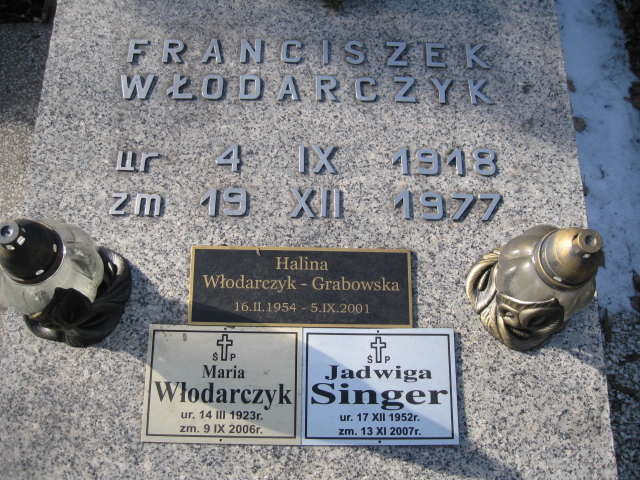 FRANCISZEK
WŁODARCZYK
ur 4 IX 1918
zm 19 XII 1977
Halina
Włodarczyk - Grabowska
16.II.1954 - 5.IX.2001
Ś P
Maria
Włodarczyk
ur. 14 III 1923r.
zm. 9 IX 2006r.
Ś P
Jadwiga
Singer
ur. 17 XII 1952r.
zm. 13 XI 2007r.